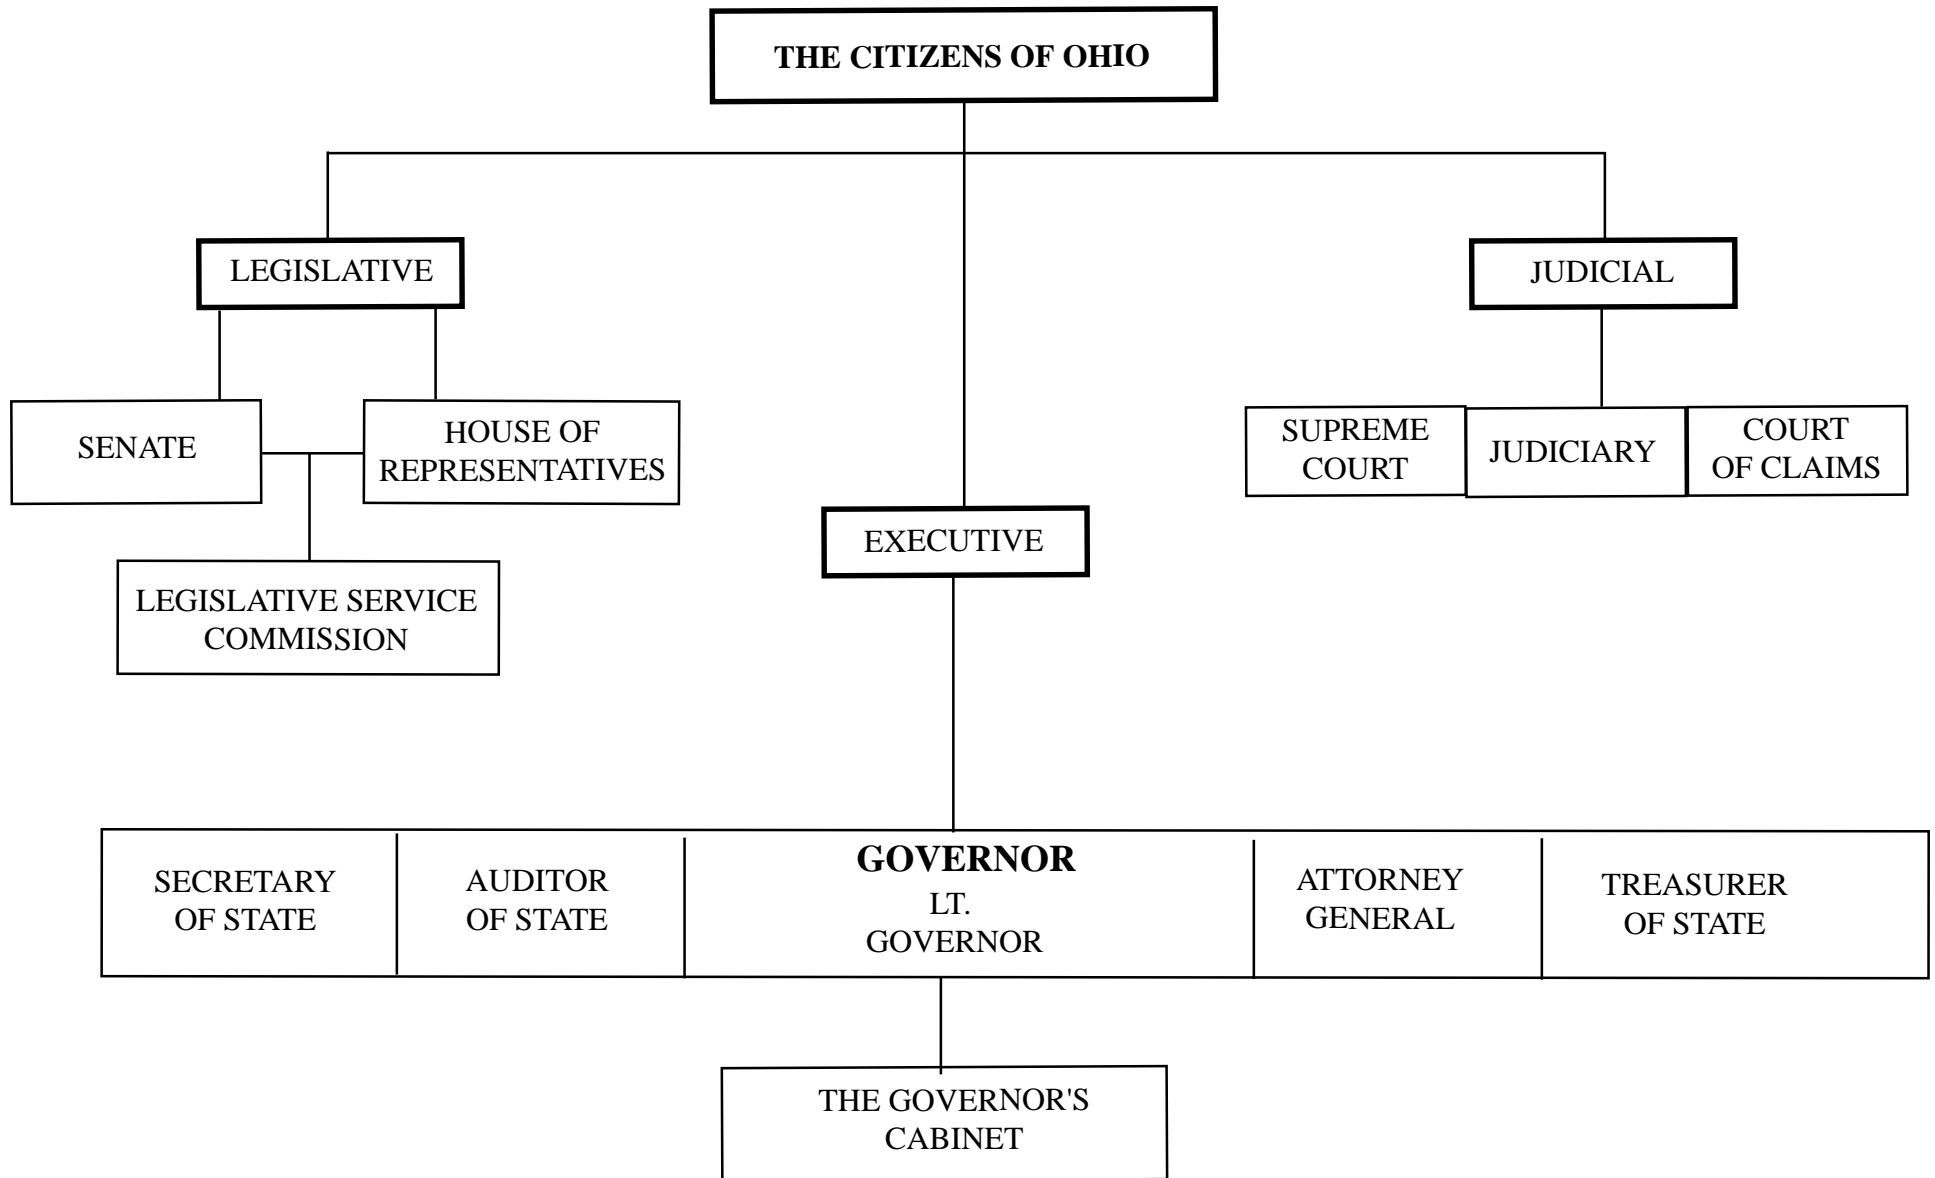 THE CITIZENS OF OHIO
LEGISLATIVE
JUDICIAL
SENATE
HOUSE OF
REPRESENTATIVES
SUPREME
COURT
JUDICIARY
COURT
OF CLAIMS
EXECUTIVE
LEGISLATIVE SERVICE
COMMISSION
SECRETARY
OF STATE
AUDITOR
OF STATE
GOVERNOR
LT.
GOVERNOR
ATTORNEY
GENERAL
TREASURER
OF STATE
THE GOVERNOR'S
CABINET